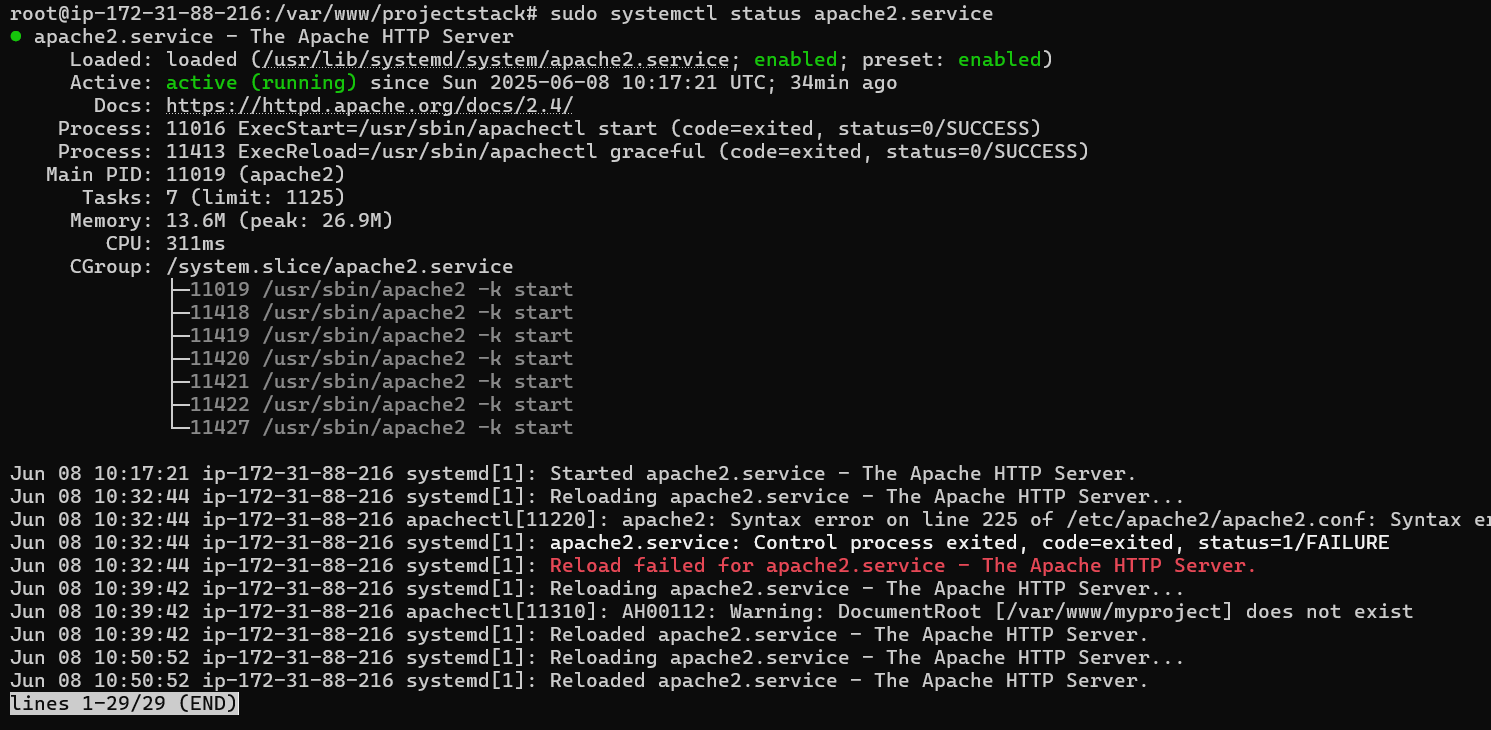 root@ip-172-31-88-216:/var/www/projectstack# sudo systemctl status apache2.service
● apache2.service - The Apache HTTP Server
     Loaded: loaded (/usr/lib/systemd/system/apache2.service; enabled; preset: enabled)
     Active: active (running) since Sun 2025-06-08 10:17:21 UTC; 34min ago
       Docs: https://httpd.apache.org/docs/2.4/
    Process: 11016 ExecStart=/usr/sbin/apachectl start (code=exited, status=0/SUCCESS)
    Process: 11413 ExecReload=/usr/sbin/apachectl graceful (code=exited, status=0/SUCCESS)
   Main PID: 11019 (apache2)
      Tasks: 7 (limit: 1125)
     Memory: 13.6M (peak: 26.9M)
        CPU: 311ms
     CGroup: /system.slice/apache2.service
             ├─11019 /usr/sbin/apache2 -k start
             ├─11418 /usr/sbin/apache2 -k start
             ├─11419 /usr/sbin/apache2 -k start
             ├─11420 /usr/sbin/apache2 -k start
             ├─11421 /usr/sbin/apache2 -k start
             ├─11422 /usr/sbin/apache2 -k start
             └─11427 /usr/sbin/apache2 -k start

Jun 08 10:17:21 ip-172-31-88-216 systemd[1]: Started apache2.service - The Apache HTTP Server.
Jun 08 10:32:44 ip-172-31-88-216 systemd[1]: Reloading apache2.service - The Apache HTTP Server...
Jun 08 10:32:44 ip-172-31-88-216 apachectl[11220]: apache2: Syntax error on line 225 of /etc/apache2/apache2.conf: Syntax er
Jun 08 10:32:44 ip-172-31-88-216 systemd[1]: apache2.service: Control process exited, code=exited, status=1/FAILURE
Jun 08 10:32:44 ip-172-31-88-216 systemd[1]: Reload failed for apache2.service - The Apache HTTP Server.
Jun 08 10:39:42 ip-172-31-88-216 systemd[1]: Reloading apache2.service - The Apache HTTP Server...
Jun 08 10:39:42 ip-172-31-88-216 apachectl[11310]: AH00112: Warning: DocumentRoot [/var/www/myproject] does not exist
Jun 08 10:39:42 ip-172-31-88-216 systemd[1]: Reloaded apache2.service - The Apache HTTP Server.
Jun 08 10:50:52 ip-172-31-88-216 systemd[1]: Reloading apache2.service - The Apache HTTP Server...
Jun 08 10:50:52 ip-172-31-88-216 systemd[1]: Reloaded apache2.service - The Apache HTTP Server.
lines 1-29/29 (END)